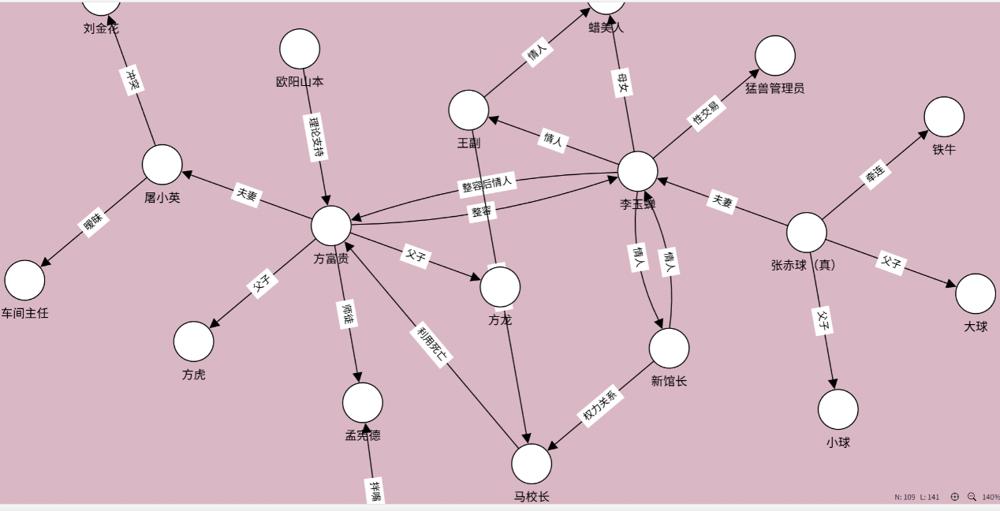 刘金花
蜡美人
情人
冲突
欧阳山本
母女
猛兽管理员
性交易
理论支持
王副
情人
铁牛
牵连
屠小英
夫妻
整容后情人
李玉蝉
夫妻
整容
暧昧
方富贵
父子
情人
情人
张赤球（真）
父子
车间主任
父子
师徒
方龙
父子
大球
利用死亡
方虎
新馆长
权力关系
孟宪德
小球
拌嘴
马校长
N: 109 L: 141
140%